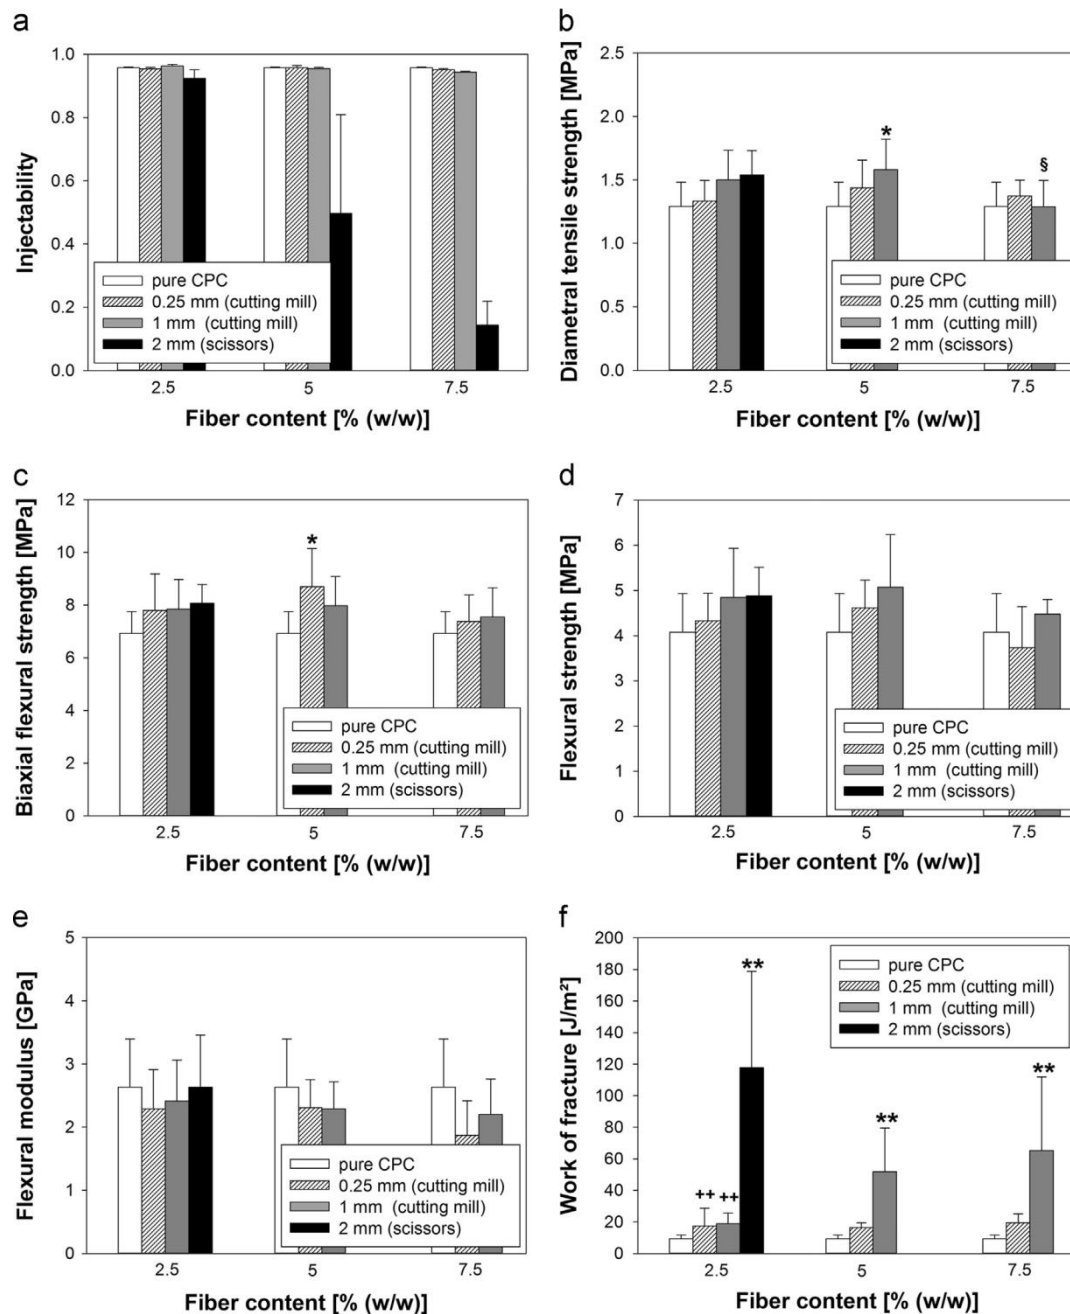 a
Injectability
1.0
0.8
0.6
0.4
0.2
0.0
pure CPC
0.25 mm (cutting mill)
1 mm (cutting mill)
2 mm (scissors)
2.5
5
7.5
Fiber content [% (w/w)]
b
Diametral tensile strength [MPa]
2.5
2.0
1.5
1.0
0.5
0.0
*
§
pure CPC
0.25 mm (cutting mill)
1 mm (cutting mill)
2 mm (scissors)
2.5
5
7.5
Fiber content [% (w/w)]
c
Biaxial flexural strength [MPa]
12
10
8
6
4
2
0
*
pure CPC
0.25 mm (cutting mill)
1 mm (cutting mill)
2 mm (scissors)
2.5
5
7.5
Fiber content [% (w/w)]
d
Flexural strength [MPa]
7
6
5
4
3
2
1
0
pure CPC
0.25 mm (cutting mill)
1 mm (cutting mill)
2 mm (scissors)
2.5
5
7.5
Fiber content [% (w/w)]
e
Flexural modulus [GPa]
5
4
3
2
1
0
pure CPC
0.25 mm (cutting mill)
1 mm (cutting mill)
2 mm (scissors)
2.5
5
7.5
Fiber content [% (w/w)]
f
Work of fracture [J/m²]
200
180
160
140
120
100
80
60
40
20
0
pure CPC
0.25 mm (cutting mill)
1 mm (cutting mill)
2 mm (scissors)
++ ++
**
**
**
2.5
5
7.5
Fiber content [% (w/w)]